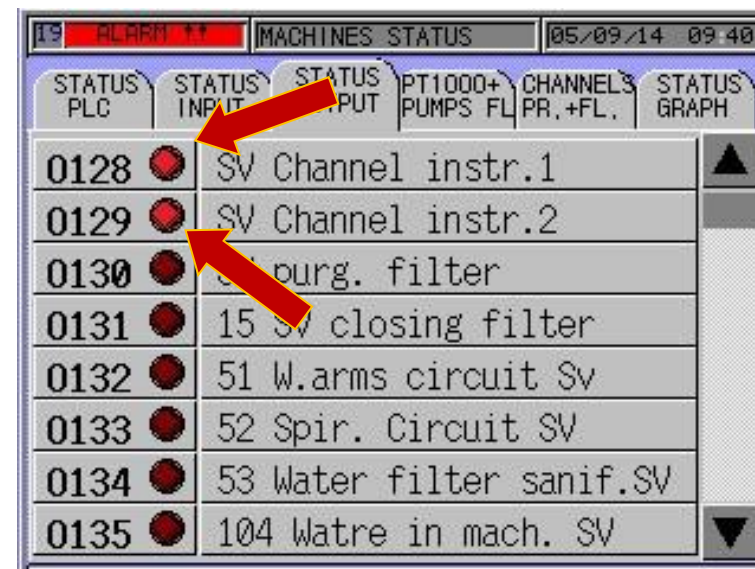 19 ALARM !! MACHINES STATUS 05/09/14 09:40
STATUS PLC STATUS INPUT STATUS PT1000+ PUMPS FL CHANNELS PR.+FL. STATUS GRAPH
0128 SV Channel instr.1
0129 SV Channel instr.2
0130 purg. filter
0131 15 SV closing filter
0132 51 W.arms circuit Sv
0133 52 Spir. Circuit SV
0134 53 Water filter sanif.SV
0135 104 Watre in mach. SV